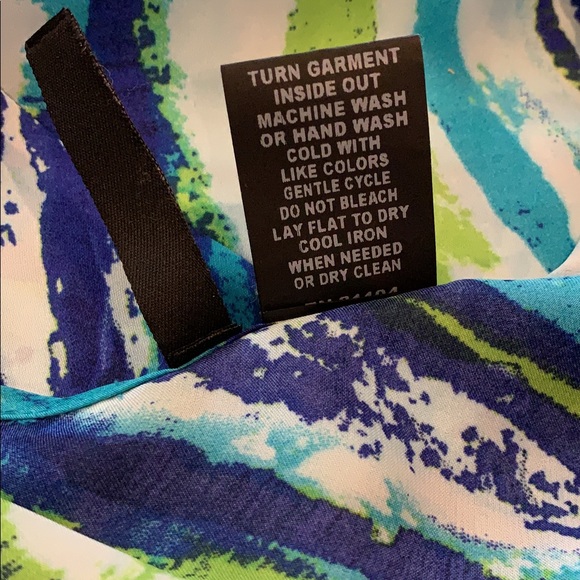 TURN GARMENT
INSIDE OUT
MACHINE WASH
OR HAND WASH
COLD WITH
LIKE COLORS
GENTLE CYCLE
DO NOT BLEACH
LAY FLAT TO DRY
COOL IRON
WHEN NEEDED
OR DRY CLEAN